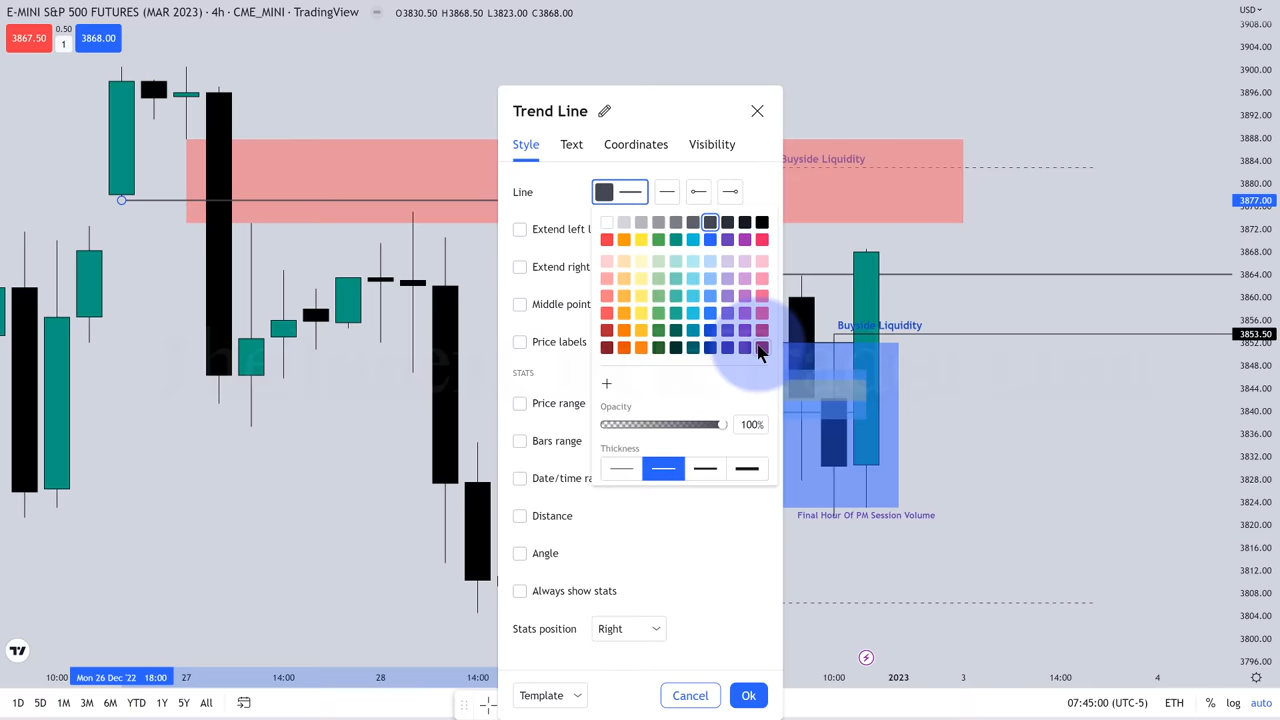 E-MINI S&P 500 FUTURES (MAR 2023) · 4h · CME_MINI · TradingView O3830.50 H3868.50 L3823.00 C3868.00
USD
3867.50 0.50 1 3868.00
3908.00
3904.00
3900.00
3896.00
3892.00
3888.00
3884.00
3880.00
3877.00
3872.00
3868.00
3864.00
3860.00
3856.00
3853.50
3852.00
3848.00
3844.00
3840.00
3836.00
3832.00
3828.00
3824.00
3820.00
3816.00
3812.00
3808.00
3804.00
3800.00
3796.00
Buyside Liquidity
Buyside Liquidity
Final Hour Of PM Session Volume
Trend Line
Style Text Coordinates Visibility
Line
Extend left l
Extend right
Middle point
Price labels
STATS
Price range
Bars range
Date/time ra
Distance
Angle
Always show stats
Stats position Right
Opacity
100%
Thickness
Template Cancel Ok
10:00 Mon 26 Dec '22 18:00 27 14:00 28 10:00 2023 3 14:00 4
1D 5D 1M 3M 6M YTD 1Y 5Y All 07:45:00 (UTC-5) ETH % log auto